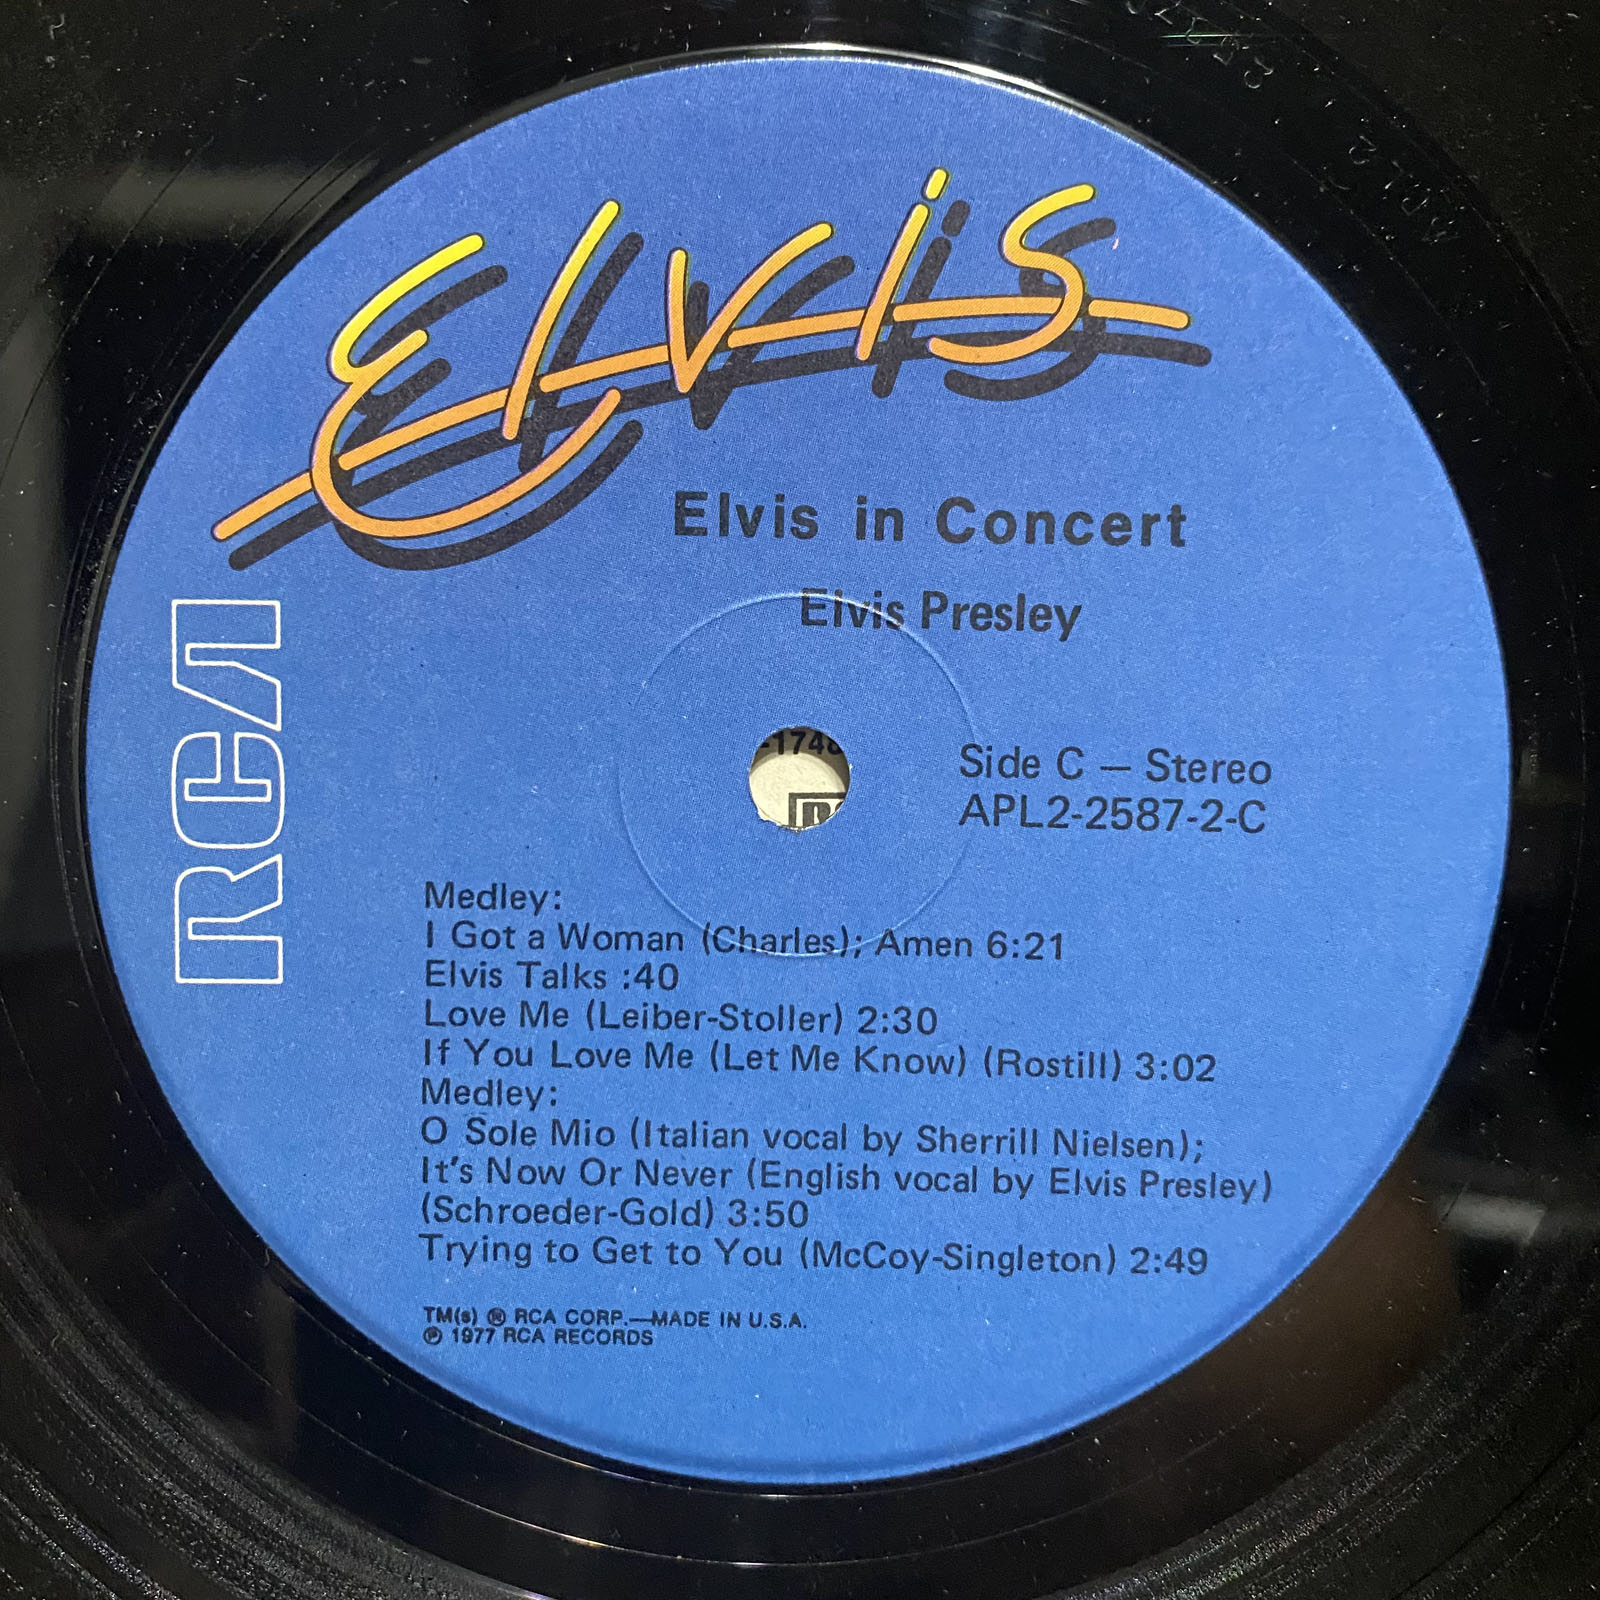 Elvis
Elvis in Concert
Elvis Presley
RCA
-1748
Side C — Stereo
APL2-2587-2-C
Medley:
I Got a Woman (Charles); Amen 6:21
Elvis Talks :40
Love Me (Leiber-Stoller) 2:30
If You Love Me (Let Me Know) (Rostill) 3:02
Medley:
O Sole Mio (Italian vocal by Sherrill Nielsen);
It's Now Or Never (English vocal by Elvis Presley)
(Schroeder-Gold) 3:50
Trying to Get to You (McCoy-Singleton) 2:49
TM(s) ® RCA CORP.—MADE IN U.S.A.
℗ 1977 RCA RECORDS